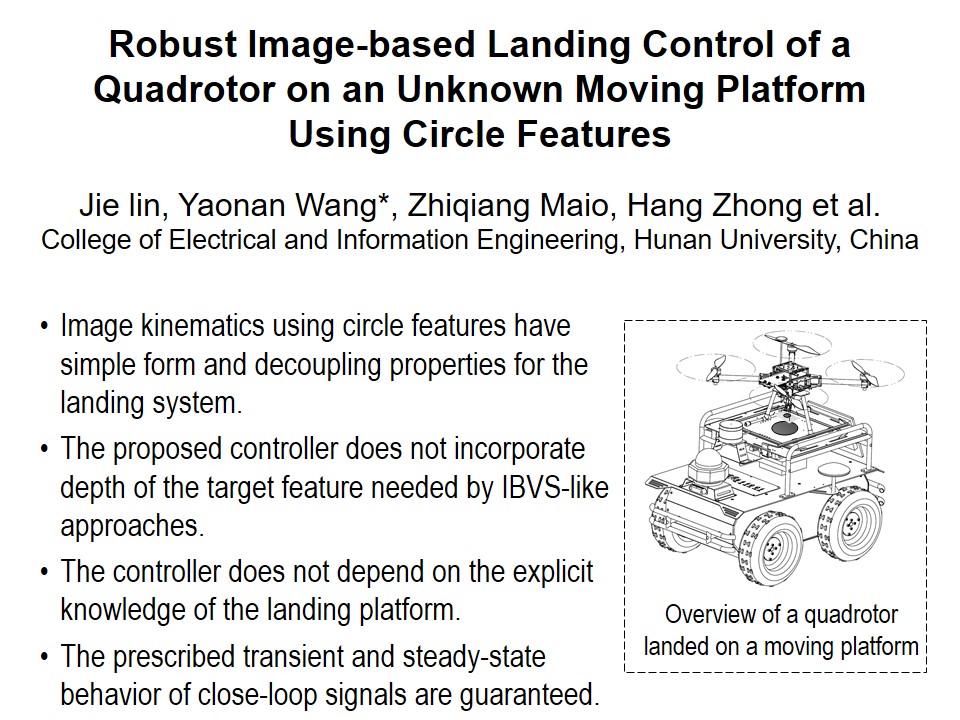 Robust Image-based Landing Control of a
Quadrotor on an Unknown Moving Platform
Using Circle Features
Jie lin, Yaonan Wang*, Zhiqiang Maio, Hang Zhong et al.
College of Electrical and Information Engineering, Hunan University, China
• Image kinematics using circle features have
simple form and decoupling properties for the
landing system.
• The proposed controller does not incorporate
depth of the target feature needed by IBVS-like
approaches.
• The controller does not depend on the explicit
knowledge of the landing platform.
• The prescribed transient and steady-state
behavior of close-loop signals are guaranteed.
Overview of a quadrotor
landed on a moving platform